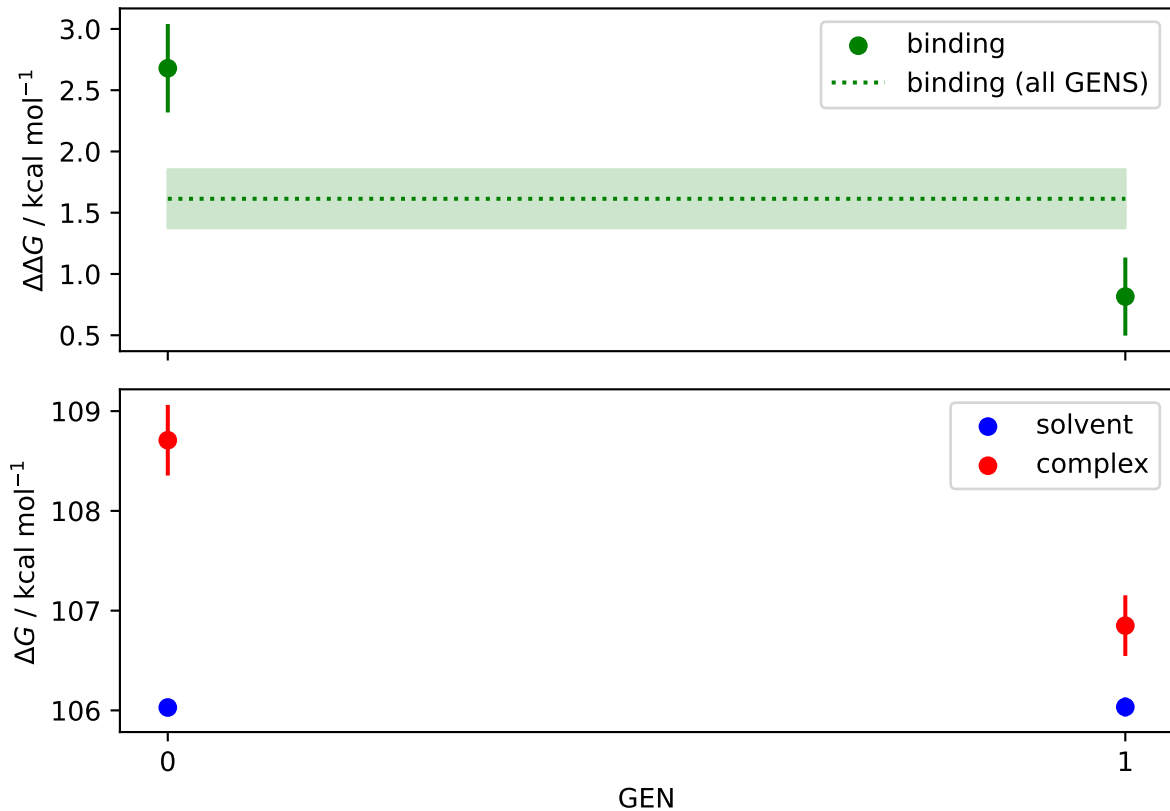 3.0
2.5
2.0
1.5
1.0
0.5
ΔΔG / kcal mol⁻¹
binding
binding (all GENS)
109
108
107
106
ΔG / kcal mol⁻¹
solvent
complex
0
1
GEN